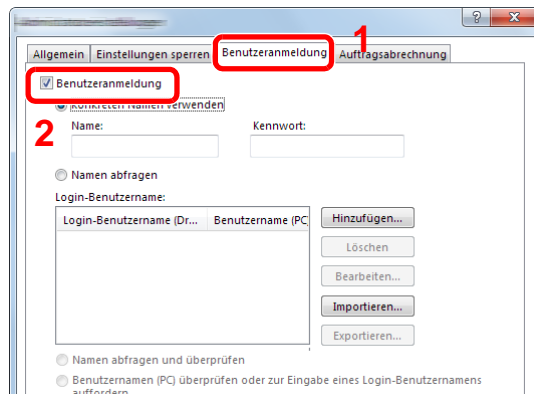 1
Allgemein Einstellungen sperren Benutzeranmeldung Auftragsabrechnung
Benutzeranmeldung
Konkreten Namen verwenden
2
Name: Kennwort:
Namen abfragen
Login-Benutzername:
Login-Benutzername (Dr... Benutzername (PC)
Hinzufügen...
Löschen
Bearbeiten...
Importieren...
Exportieren...
Namen abfragen und überprüfen
Benutzernamen (PC) überprüfen oder zur Eingabe eines Login-Benutzernamens
auffordern